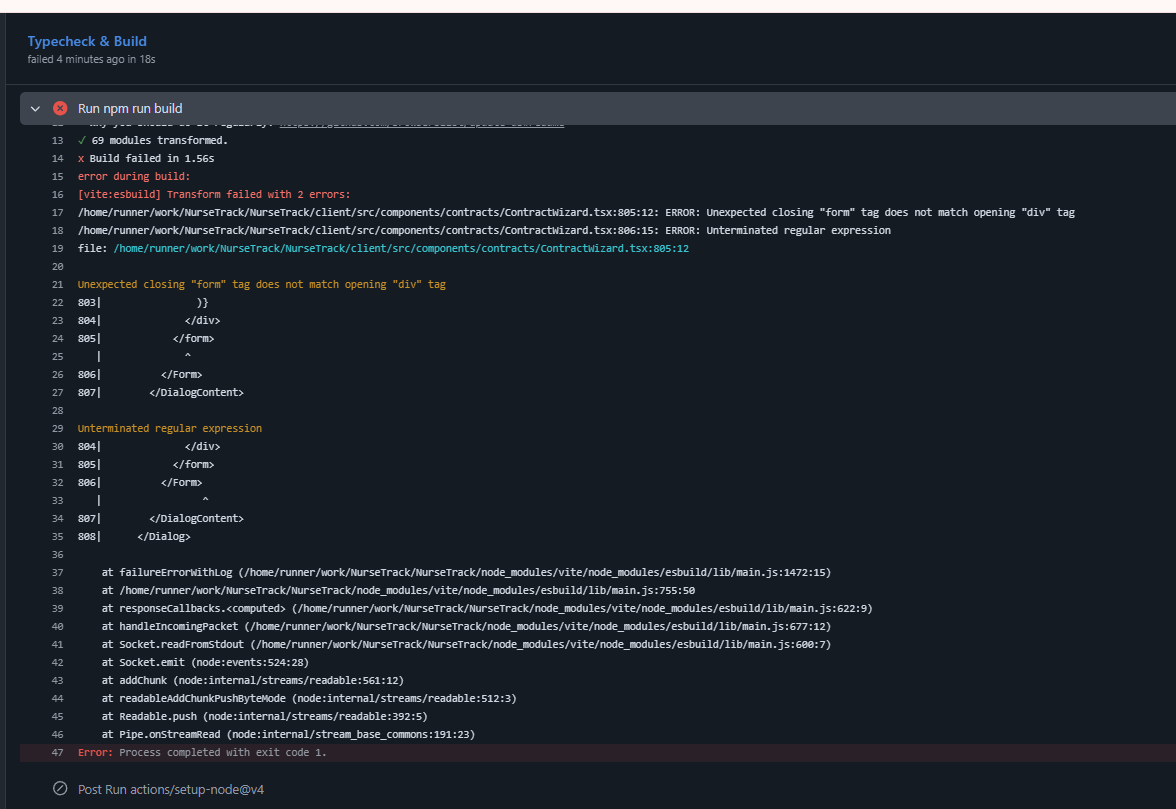 Typecheck & Build
failed 4 minutes ago in 18s
Run npm run build
13 ✓ 69 modules transformed.
14 x Build failed in 1.56s
15 error during build:
16 [vite:esbuild] Transform failed with 2 errors:
17 /home/runner/work/NurseTrack/NurseTrack/client/src/components/contracts/ContractWizard.tsx:805:12: ERROR: Unexpected closing "form" tag does not match opening "div" tag
18 /home/runner/work/NurseTrack/NurseTrack/client/src/components/contracts/ContractWizard.tsx:806:15: ERROR: Unterminated regular expression
19 file: /home/runner/work/NurseTrack/NurseTrack/client/src/components/contracts/ContractWizard.tsx:805:12
20
21 Unexpected closing "form" tag does not match opening "div" tag
22 803|                )}
23 804|              </div>
24 805|            </form>
25    |              ^
26 806|          </Form>
27 807|        </DialogContent>
28
29 Unterminated regular expression
30 804|              </div>
31 805|            </form>
32 806|          </Form>
33    |                 ^
34 807|        </DialogContent>
35 808|      </Dialog>
36
37     at failureErrorWithLog (/home/runner/work/NurseTrack/NurseTrack/node_modules/vite/node_modules/esbuild/lib/main.js:1472:15)
38     at /home/runner/work/NurseTrack/NurseTrack/node_modules/vite/node_modules/esbuild/lib/main.js:755:50
39     at responseCallbacks.<computed> (/home/runner/work/NurseTrack/NurseTrack/node_modules/vite/node_modules/esbuild/lib/main.js:622:9)
40     at handleIncomingPacket (/home/runner/work/NurseTrack/NurseTrack/node_modules/vite/node_modules/esbuild/lib/main.js:677:12)
41     at Socket.readFromStdout (/home/runner/work/NurseTrack/NurseTrack/node_modules/vite/node_modules/esbuild/lib/main.js:600:7)
42     at Socket.emit (node:events:524:28)
43     at addChunk (node:internal/streams/readable:561:12)
44     at readableAddChunkPushByteMode (node:internal/streams/readable:512:3)
45     at Readable.push (node:internal/streams/readable:392:5)
46     at Pipe.onStreamRead (node:internal/stream_base_commons:191:23)
47 Error: Process completed with exit code 1.
Post Run actions/setup-node@v4